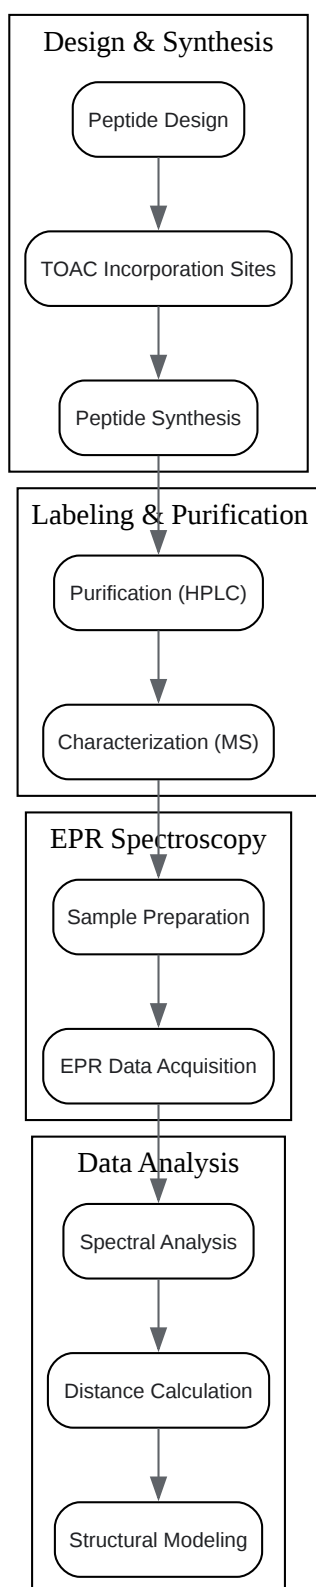 Design & Synthesis
Peptide Design
TOAC Incorporation Sites
Peptide Synthesis
Labeling & Purification
Purification (HPLC)
Characterization (MS)
EPR Spectroscopy
Sample Preparation
EPR Data Acquisition
Data Analysis
Spectral Analysis
Distance Calculation
Structural Modeling